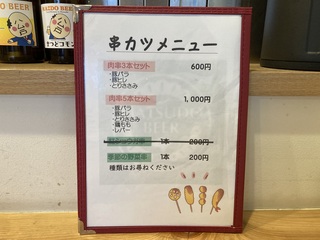 串カツメニュー
肉串3本セット 600円
・豚バラ
・豚ヒレ
・とりささみ
肉串5本セット 1,000円
・豚バラ
・豚ヒレ
・とりささみ
・鶏もも
・レバー
1本 200円
季節の野菜串 1本 200円
種類はお尋ねください